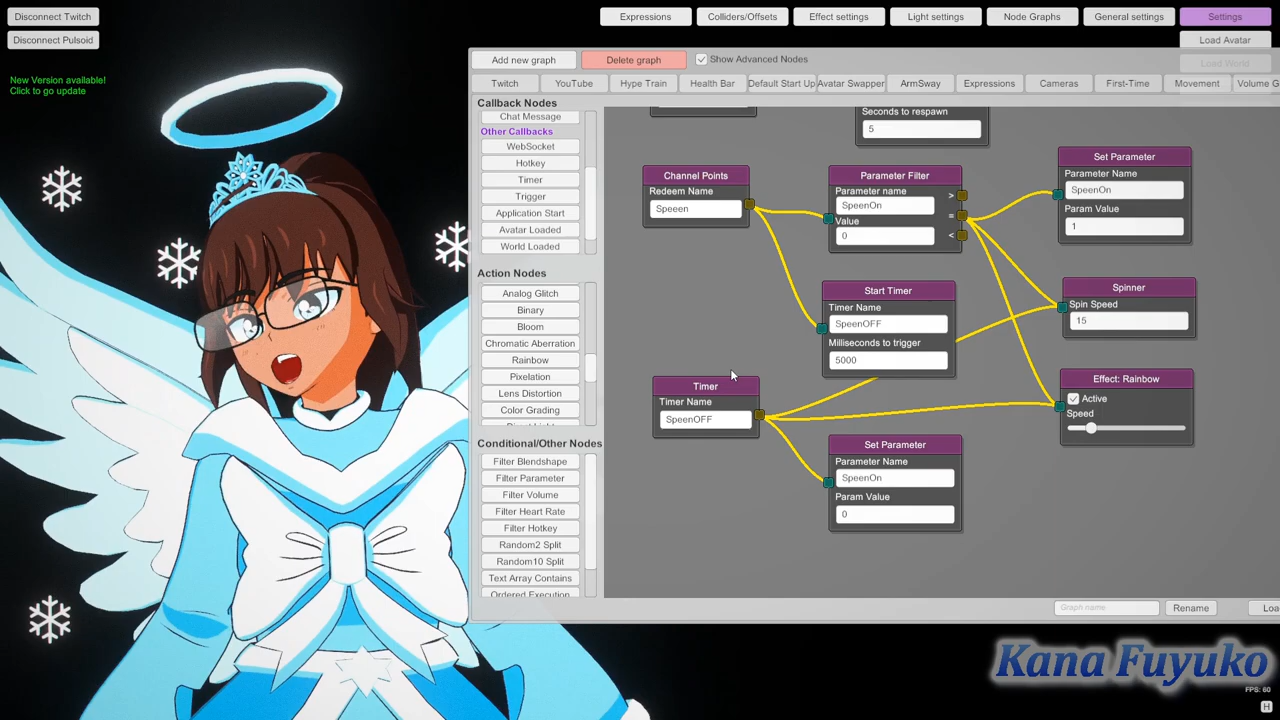 Disconnect Twitch
Disconnect Pulsoid
New Version available!
Click to go update
Expressions
Colliders/Offsets
Effect settings
Light settings
Node Graphs
General settings
Settings
Load Avatar
Load World
Add new graph
Delete graph
Show Advanced Nodes
Twitch
YouTube
Hype Train
Health Bar
Default Start Up
Avatar Swapper
ArmSway
Expressions
Cameras
First-Time
Movement
Volume G
Callback Nodes
Chat Message
Other Callbacks
WebSocket
Hotkey
Timer
Trigger
Application Start
Avatar Loaded
World Loaded
Action Nodes
Analog Glitch
Binary
Bloom
Chromatic Aberration
Rainbow
Pixelation
Lens Distortion
Color Grading
Conditional/Other Nodes
Filter Blendshape
Filter Parameter
Filter Volume
Filter Heart Rate
Filter Hotkey
Random2 Split
Random10 Split
Text Array Contains
Ordered Execution
Seconds to respawn
5
Channel Points
Redeem Name
Speeen
Parameter Filter
Parameter name
SpeenOn
Value
0
>
=
<
Set Parameter
Parameter Name
SpeenOn
Param Value
1
Start Timer
Timer Name
SpeenOFF
Milliseconds to trigger
5000
Spinner
Spin Speed
15
Timer
Timer Name
SpeenOFF
Effect: Rainbow
Active
Speed
Set Parameter
Parameter Name
SpeenOn
Param Value
0
Graph name
Rename
Loa
Kana Fuyuko
FPS: 60
H